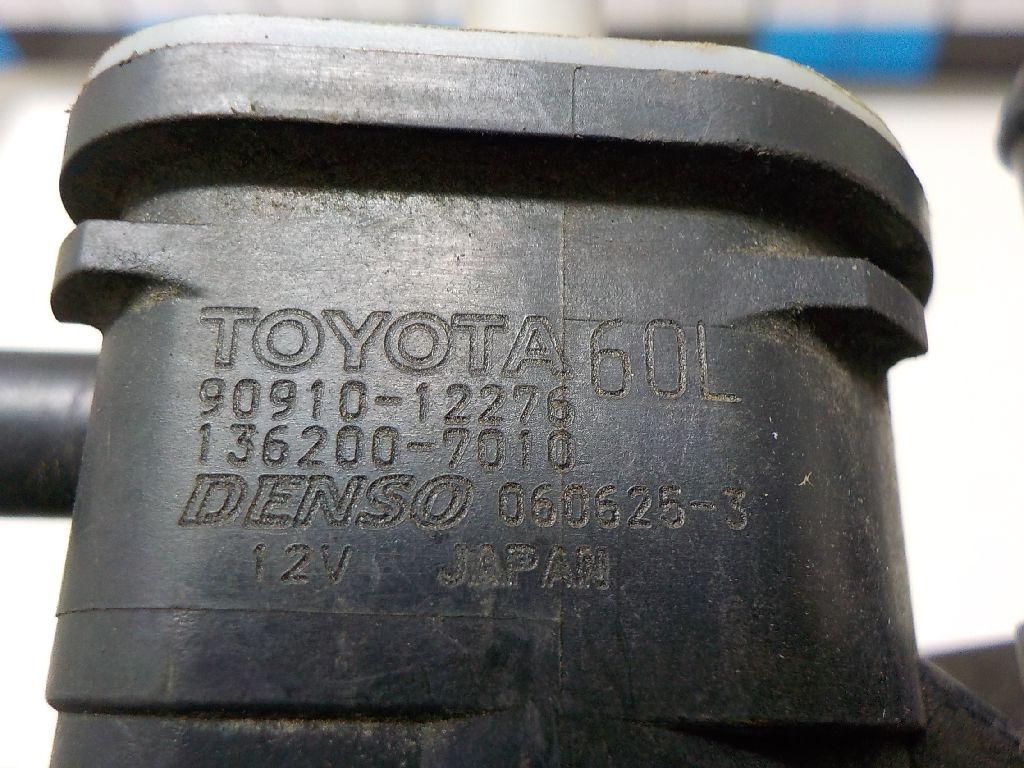 TOYOTA 60L
90910-12276
136200-7010
DENSO 060625-3
12V JAPAN